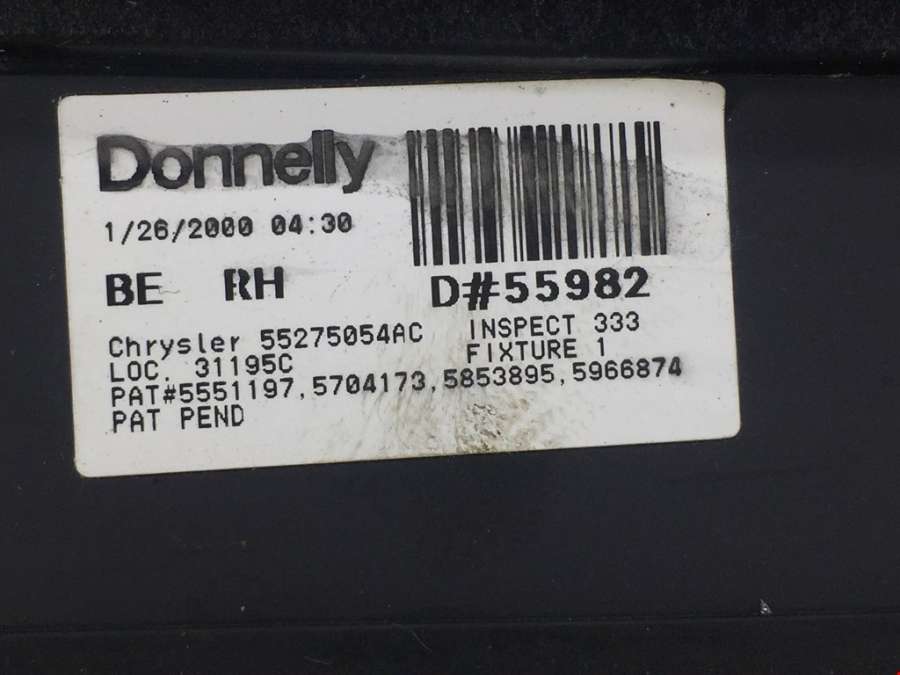 Donnelly
1/26/2000 04:30
BE RH
D#55982
Chrysler 55275054AC
INSPECT 333
LOC. 31195C
FIXTURE 1
PAT#5551197,5704173,5853895,5966874
PAT PEND